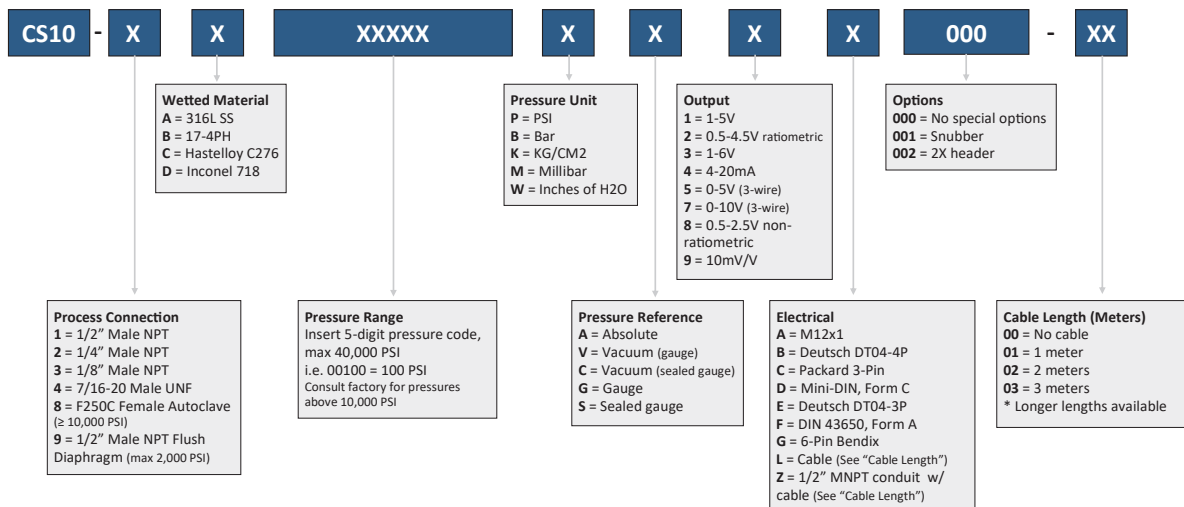 CS10 - X X XXXXX X X X X 000 - XX
Wetted Material
A = 316L SS
B = 17-4PH
C = Hastelloy C276
D = Inconel 718
Pressure Unit
P = PSI
B = Bar
K = KG/CM2
M = Millibar
W = Inches of H2O
Output
1 = 1-5V
2 = 0.5-4.5V ratiometric
3 = 1-6V
4 = 4-20mA
5 = 0-5V (3-wire)
7 = 0-10V (3-wire)
8 = 0.5-2.5V non-
ratiometric
9 = 10mV/V
Options
000 = No special options
001 = Snubber
002 = 2X header
Process Connection
1 = 1/2” Male NPT
2 = 1/4” Male NPT
3 = 1/8” Male NPT
4 = 7/16-20 Male UNF
8 = F250C Female Autoclave
(≥ 10,000 PSI)
9 = 1/2” Male NPT Flush
Diaphragm (max 2,000 PSI)
Pressure Range
Insert 5-digit pressure code,
max 40,000 PSI
i.e. 00100 = 100 PSI
Consult factory for pressures
above 10,000 PSI
Pressure Reference
A = Absolute
V = Vacuum (gauge)
C = Vacuum (sealed gauge)
G = Gauge
S = Sealed gauge
Electrical
A = M12x1
B = Deutsch DT04-4P
C = Packard 3-Pin
D = Mini-DIN, Form C
E = Deutsch DT04-3P
F = DIN 43650, Form A
G = 6-Pin Bendix
L = Cable (See “Cable Length”)
Z = 1/2” MNPT conduit w/
cable (See “Cable Length”)
Cable Length (Meters)
00 = No cable
01 = 1 meter
02 = 2 meters
03 = 3 meters
* Longer lengths available